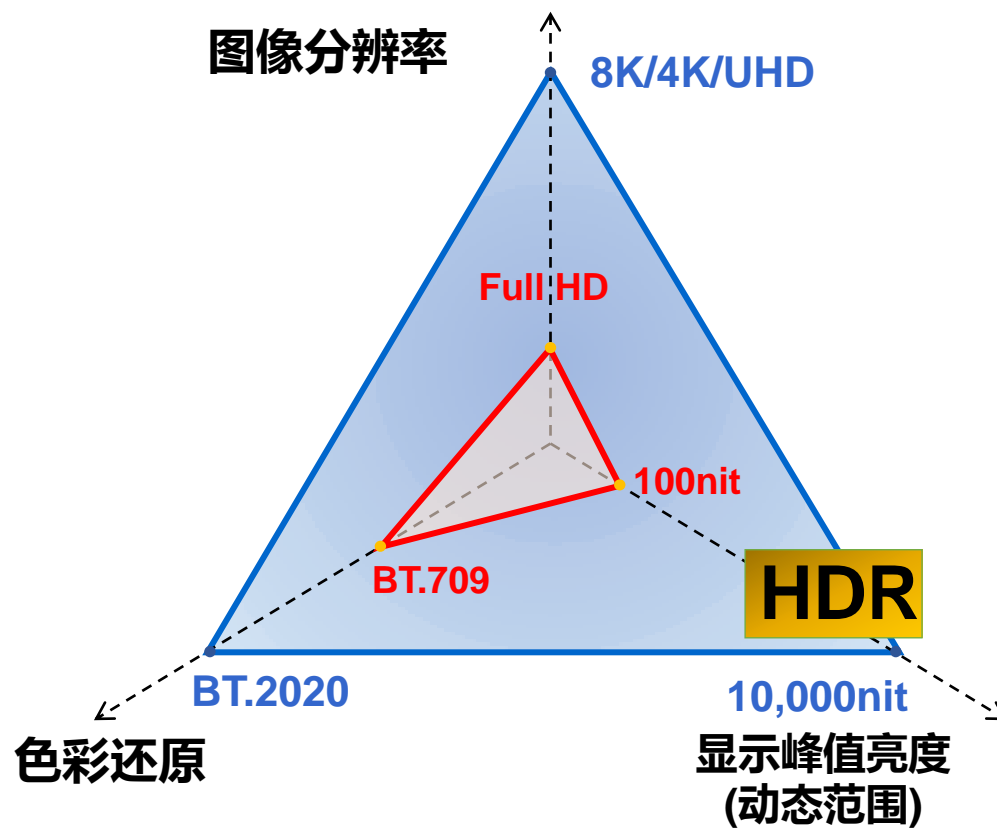 图像分辨率
8K/4K/UHD
Full HD
100nit
BT.709
HDR
BT.2020
10,000nit
色彩还原
显示峰值亮度
(动态范围)